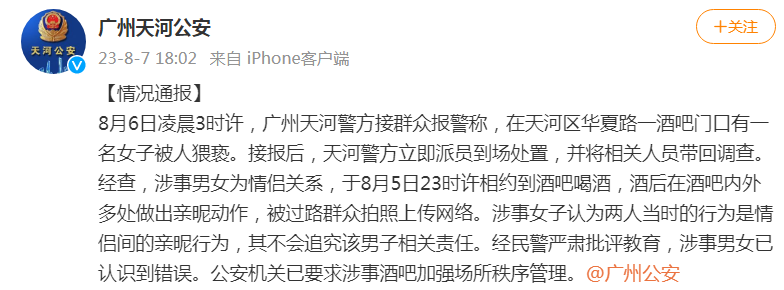 广州天河公安
+关注
天河公安
23-8-7 18:02 来自 iPhone客户端
【情况通报】
8月6日凌晨3时许，广州天河警方接群众报警称，在天河区华夏路一酒吧门口有一
名女子被人猥亵。接报后，天河警方立即派员到场处置，并将相关人员带回调查。
经查，涉事男女为情侣关系，于8月5日23时许相约到酒吧喝酒，酒后在酒吧内外
多处做出亲昵动作，被过路群众拍照上传网络。涉事女子认为两人当时的行为是情
侣间的亲昵行为，其不会追究该男子相关责任。经民警严肃批评教育，涉事男女已
认识到错误。公安机关已要求涉事酒吧加强场所秩序管理。@广州公安